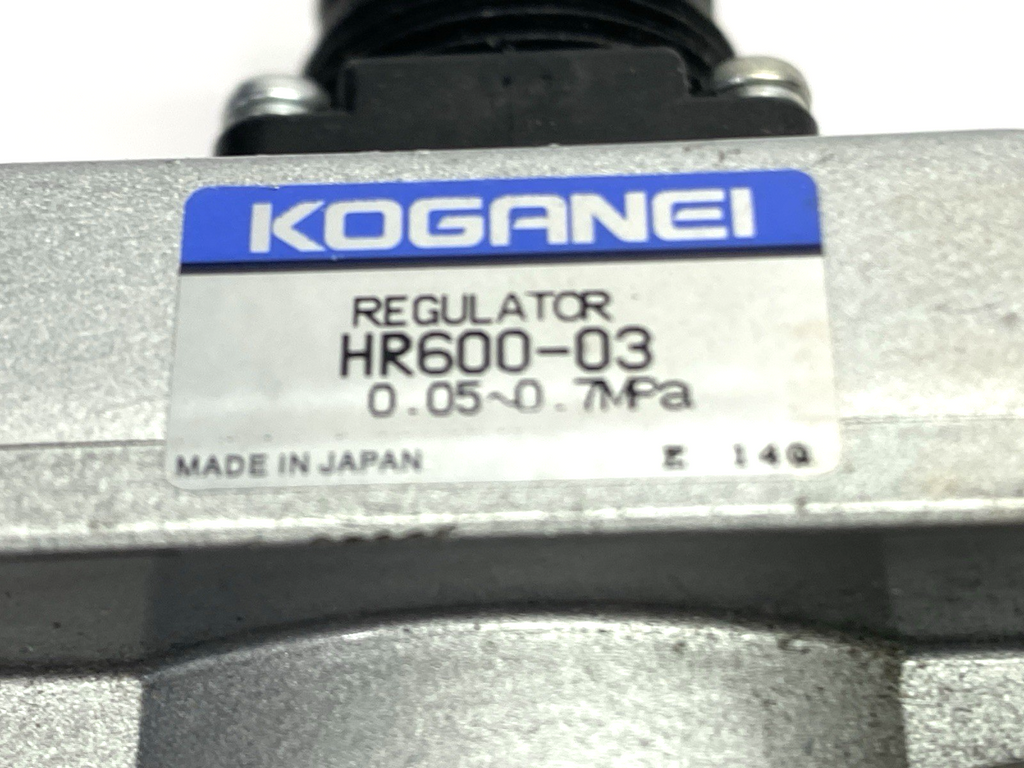 KOGANEI
REGULATOR
HR600-03
0.05~0.7MPa
MADE IN JAPAN E 14Q